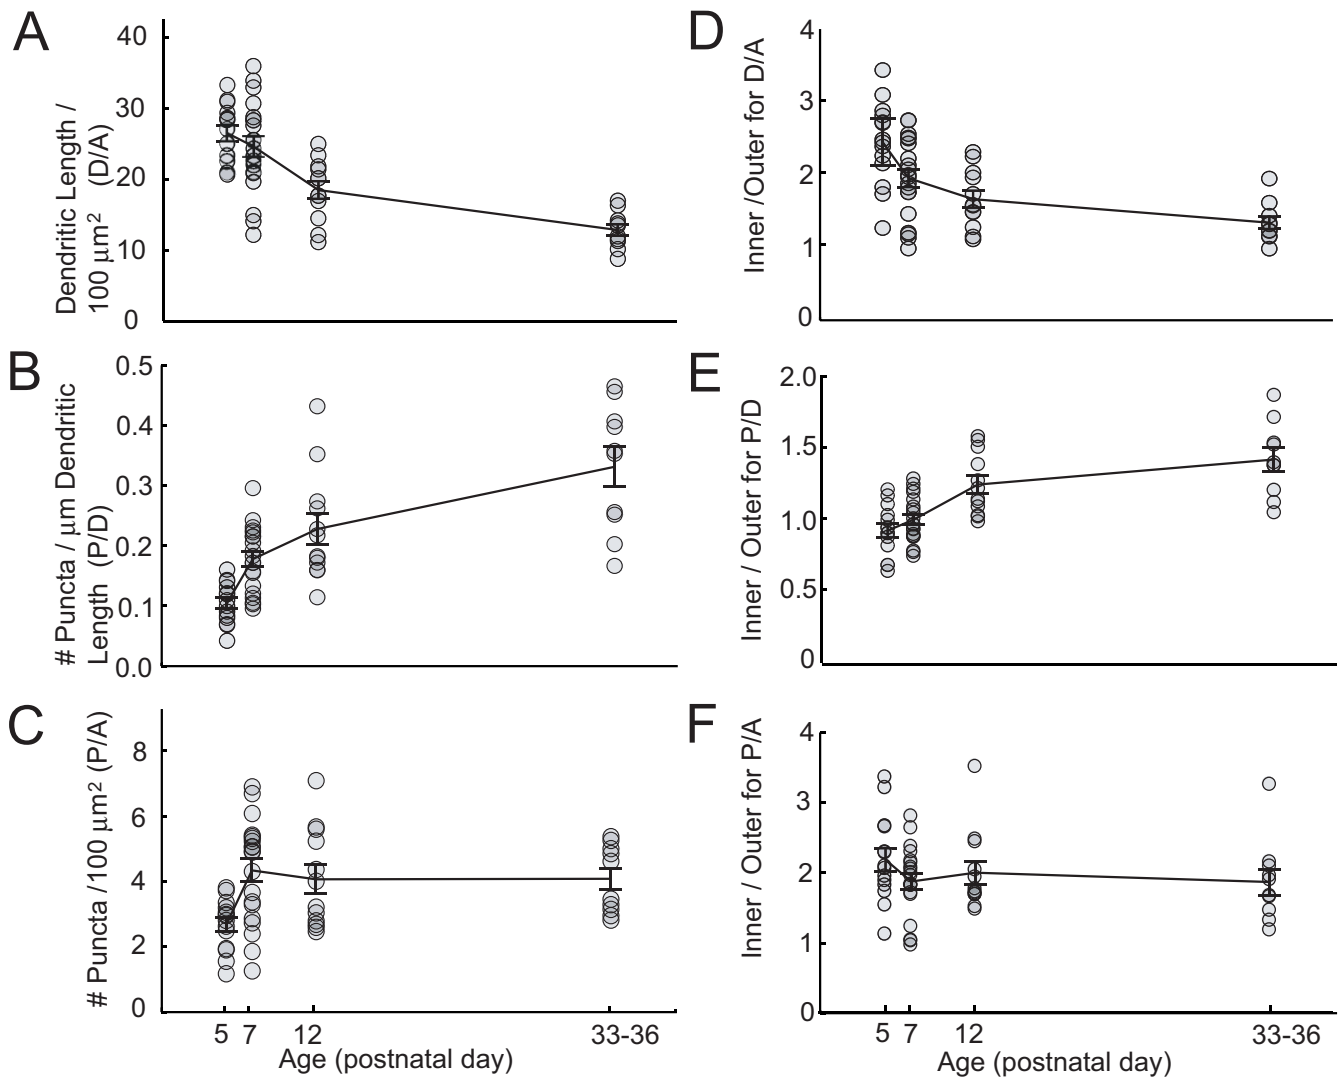 A
Dendritic Length /
100 μm² (D/A)
40
30
20
10
0
D
Inner /Outer for D/A
4
3
2
1
0
B
# Puncta / μm Dendritic
Length (P/D)
0.5
0.4
0.3
0.2
0.1
0.0
E
Inner / Outer for P/D
2.0
1.5
1.0
0.5
0
C
# Puncta /100 μm² (P/A)
8
6
4
2
0
5 7 12 33-36
Age (postnatal day)
F
Inner / Outer for P/A
4
3
2
1
0
5 7 12 33-36
Age (postnatal day)